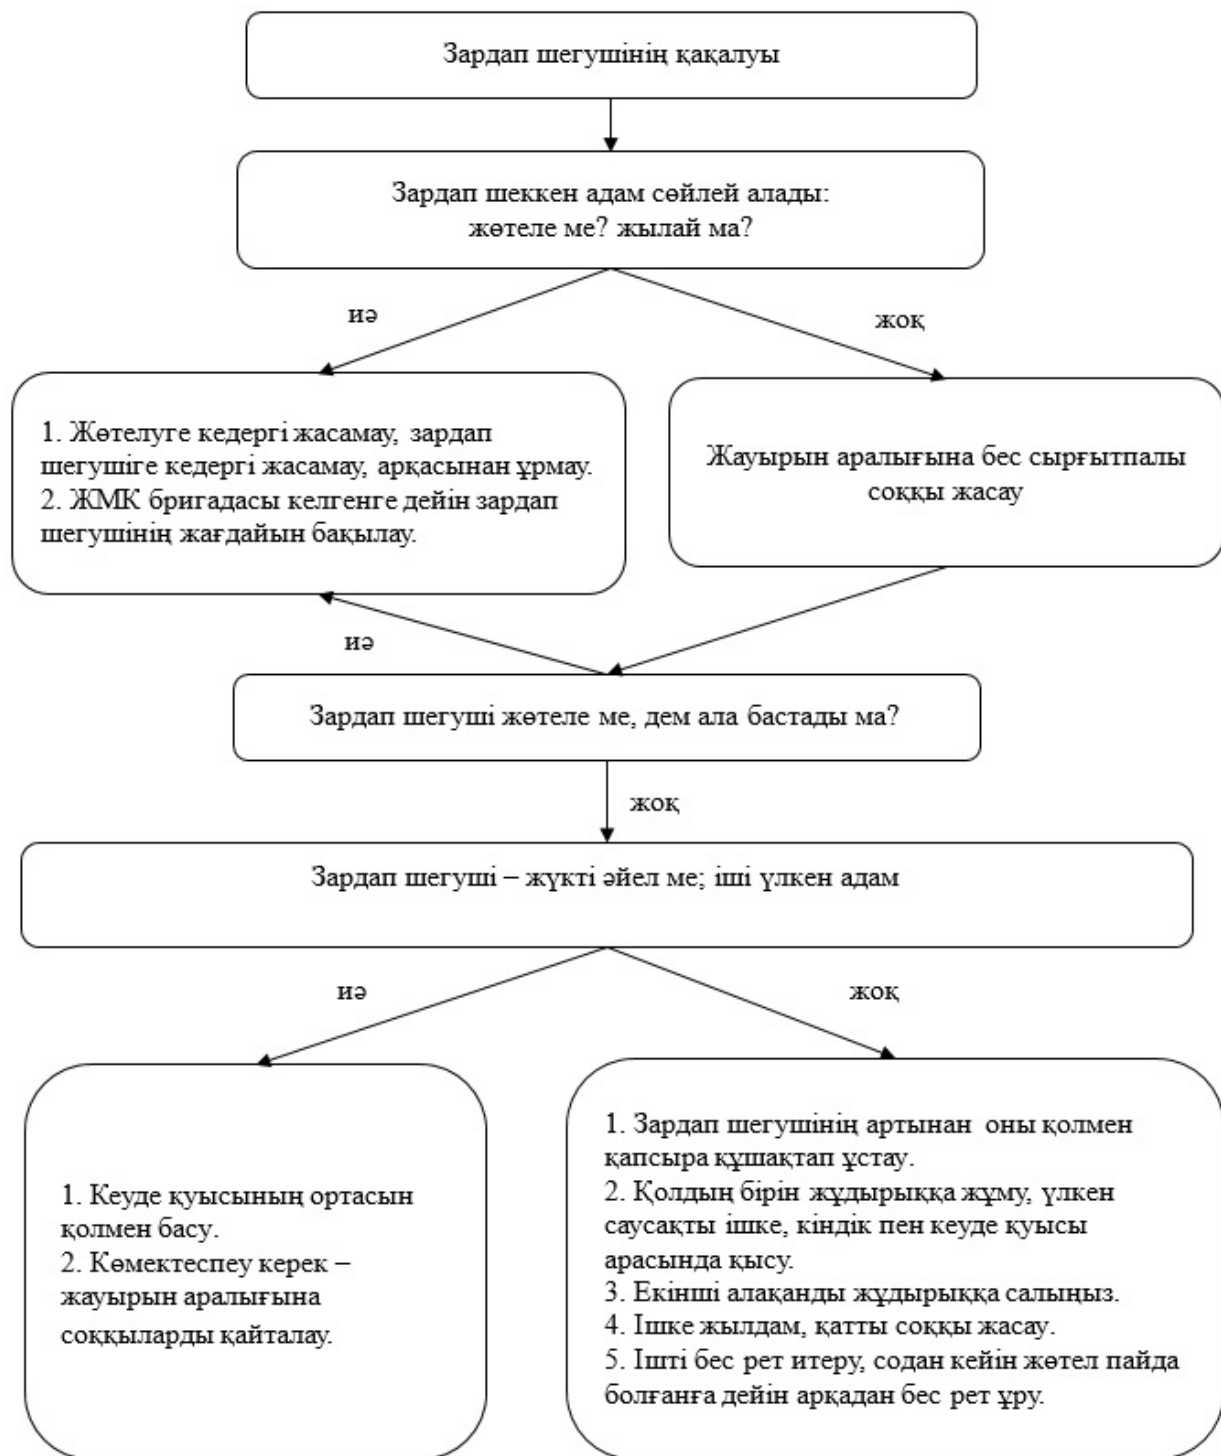 Зардап шегушінің қақалуы
Зардап шеккен адам сөйлей алады:
жөтеле ме? жылай ма?
иә
жоқ
1. Жөтелуге кедергі жасамау, зардап
шегушіге кедергі жасамау, арқасынан ұрмау.
2. ЖМК бригадасы келгенге дейін зардап
шегушінің жағдайын бақылау.
Жауырын аралығына бес сырғытпалы
соққы жасау
иә
Зардап шегуші жөтеле ме, дем ала бастады ма?
жоқ
Зардап шегуші – жүкті әйел ме; іші үлкен адам
иә
жоқ
1. Кеуде қуысының ортасын
қолмен басу.
2. Көмектеспеу керек –
жауырын аралығына
соққыларды қайталау.
1. Зардап шегушінің артынан оны қолмен
қапсыра құшақтап ұстау.
2. Қолдың бірін жұдырыққа жұму, үлкен
саусақты ішке, кіндік пен кеуде қуысы
арасында қысу.
3. Екінші алақанды жұдырыққа салыңыз.
4. Ішке жылдам, қатты соққы жасау.
5. Ішті бес рет итеру, содан кейін жөтел пайда
болғанға дейін арқадан бес рет ұру.